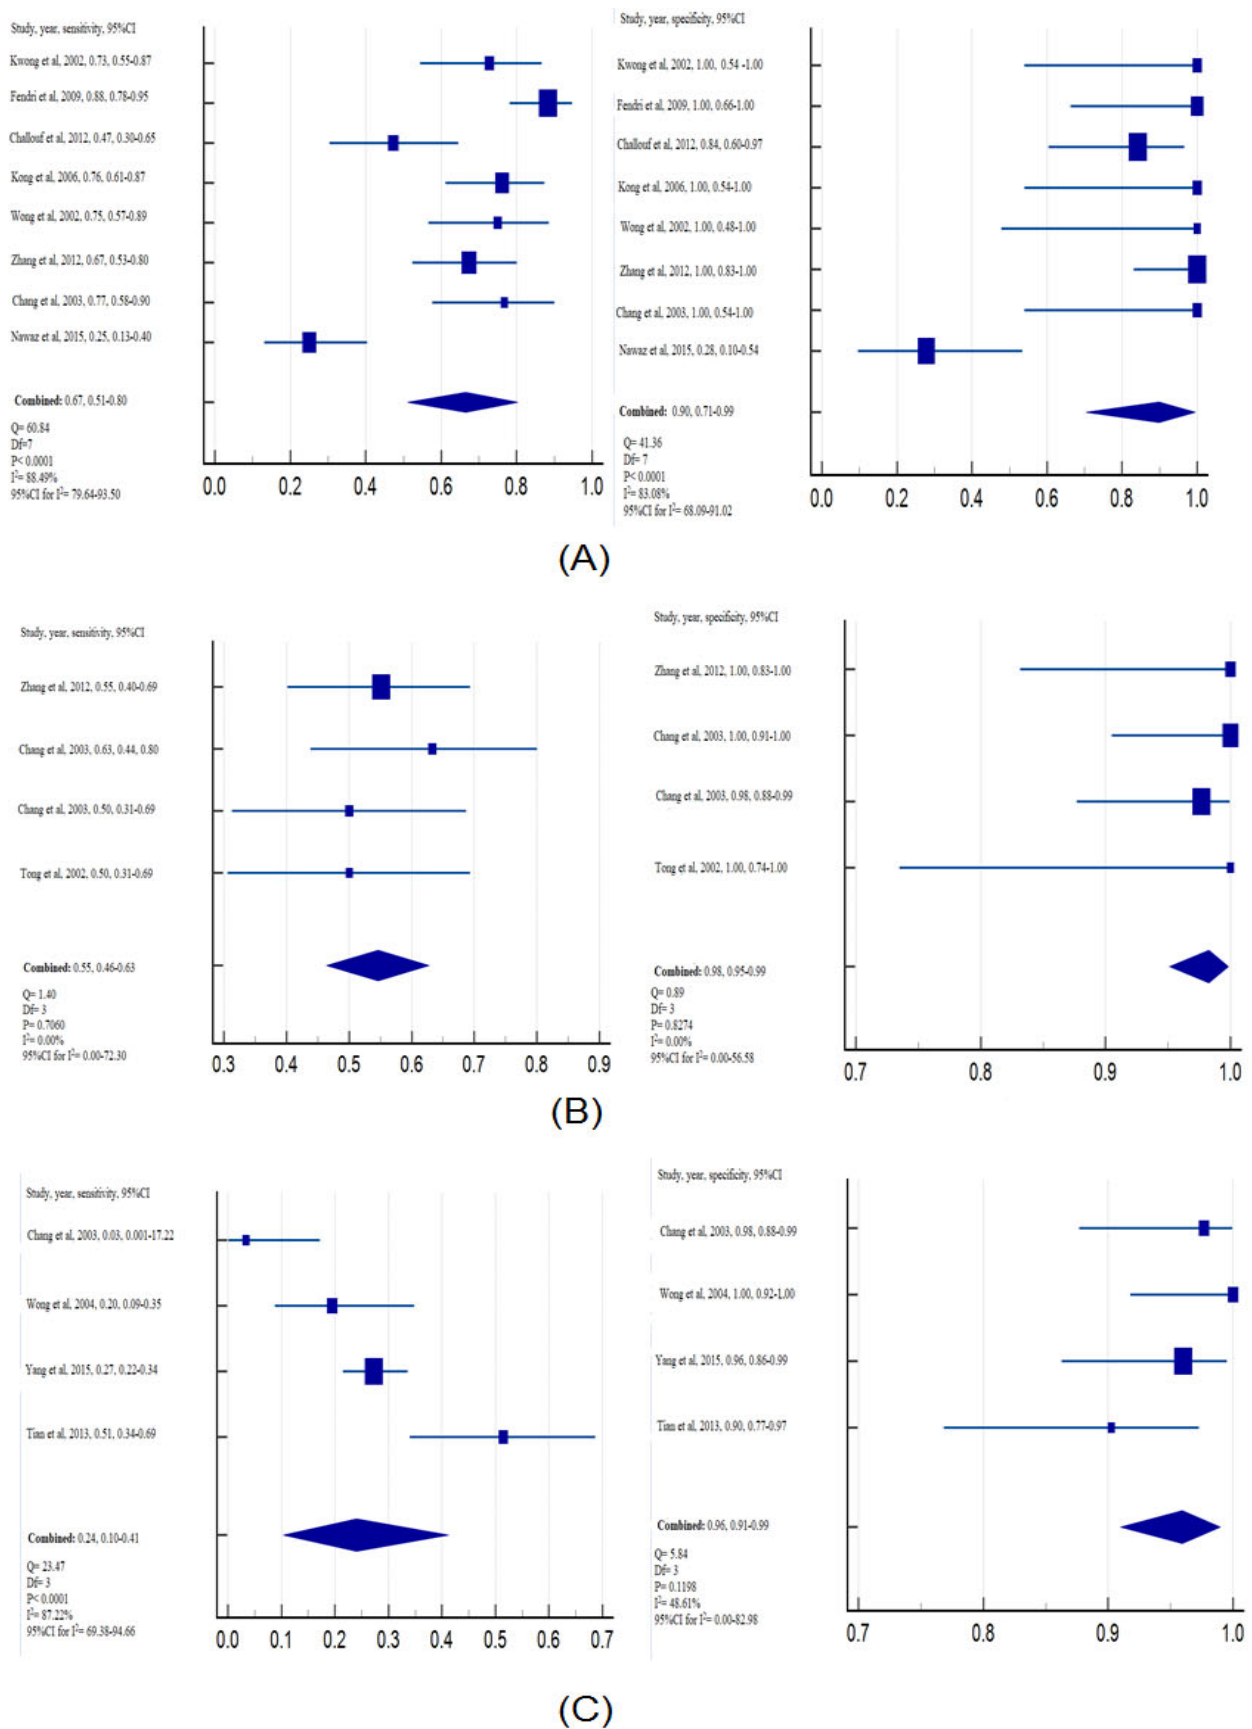 Study, year, sensitivity, 95%CI
Kwong et al, 2002, 0.73, 0.55-0.87
Fendri et al, 2009, 0.88, 0.78-0.95
Challouf et al, 2012, 0.47, 0.30-0.65
Kong et al, 2006, 0.76, 0.61-0.87
Wong et al, 2002, 0.75, 0.57-0.89
Zhang et al, 2012, 0.67, 0.53-0.80
Chang et al, 2003, 0.77, 0.58-0.90
Nawaz et al, 2015, 0.25, 0.13-0.40
Combined: 0.67, 0.51-0.80
Q= 60.84
Df=7
P< 0.0001
I²= 88.49%
95%CI for I²= 79.64-93.50
0.0 0.2 0.4 0.6 0.8 1.0
Study, year, specificity, 95%CI
Kwong et al, 2002, 1.00, 0.54 -1.00
Fendri et al, 2009, 1.00, 0.66-1.00
Challouf et al, 2012, 0.84, 0.60-0.97
Kong et al, 2006, 1.00, 0.54-1.00
Wong et al, 2002, 1.00, 0.48-1.00
Zhang et al, 2012, 1.00, 0.83-1.00
Chang et al, 2003, 1.00, 0.54-1.00
Nawaz et al, 2015, 0.28, 0.10-0.54
Combined: 0.90, 0.71-0.99
Q= 41.36
Df= 7
P< 0.0001
I²= 83.08%
95%CI for I²= 68.09-91.02
0.0 0.2 0.4 0.6 0.8 1.0
(A)
Study, year, sensitivity, 95%CI
Zhang et al, 2012, 0.55, 0.40-0.69
Chang et al, 2003, 0.63, 0.44, 0.80
Chang et al, 2003, 0.50, 0.31-0.69
Tong et al, 2002, 0.50, 0.31-0.69
Combined: 0.55, 0.46-0.63
Q= 1.40
Df= 3
P= 0.7060
I²= 0.00%
95%CI for I²= 0.00-72.30
0.3 0.4 0.5 0.6 0.7 0.8 0.9
Study, year, specificity, 95%CI
Zhang et al, 2012, 1.00, 0.83-1.00
Chang et al, 2003, 1.00, 0.91-1.00
Chang et al, 2003, 0.98, 0.88-0.99
Tong et al, 2002, 1.00, 0.74-1.00
Combined: 0.98, 0.95-0.99
Q= 0.89
Df= 3
P= 0.8274
I²= 0.00%
95%CI for I²= 0.00-56.58
0.7 0.8 0.9 1.0
(B)
Study, year, sensitivity, 95%CI
Chang et al, 2003, 0.03, 0.001-17.22
Wong et al, 2004, 0.20, 0.09-0.35
Yang et al, 2015, 0.27, 0.22-0.34
Tian et al, 2013, 0.51, 0.34-0.69
Combined: 0.24, 0.10-0.41
Q= 23.47
Df= 3
P< 0.0001
I²= 87.22%
95%CI for I²= 69.38-94.66
0.0 0.1 0.2 0.3 0.4 0.5 0.6 0.7
Study, year, specificity, 95%CI
Chang et al, 2003, 0.98, 0.88-0.99
Wong et al, 2004, 1.00, 0.92-1.00
Yang et al, 2015, 0.96, 0.86-0.99
Tian et al, 2013, 0.90, 0.77-0.97
Combined: 0.96, 0.91-0.99
Q= 5.84
Df= 3
P= 0.1198
I²= 48.61%
95%CI for I²= 0.00-82.98
0.7 0.8 0.9 1.0
(C)